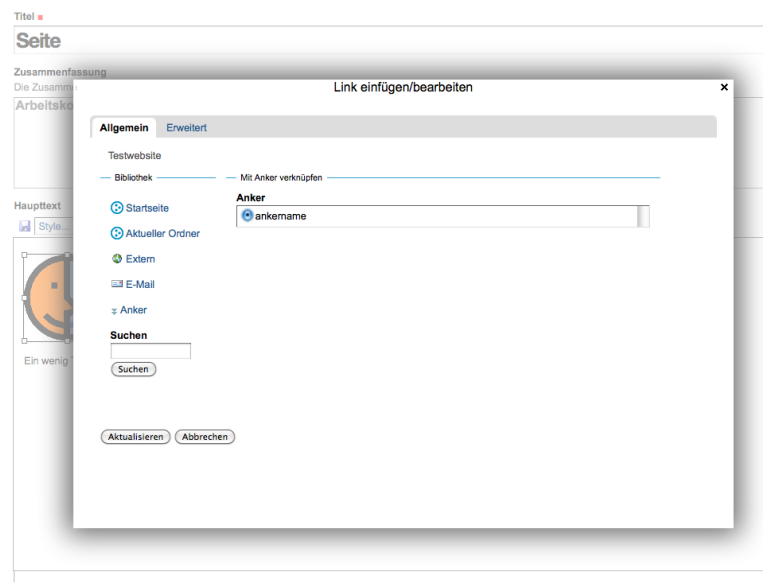 Titel
Seite
Zusammenfassung
Die Zusamm
Link einfügen/bearbeiten
Arbeitsko
Allgemein Erweitert
Testwebsite
Bibliothek Mit Anker verknüpfen
Anker
Startseite
ankername
Haupttext
Style...
Aktueller Ordner
Extern
E-Mail
Anker
Suchen
Ein wenig
Suchen
Aktualisieren Abbrechen